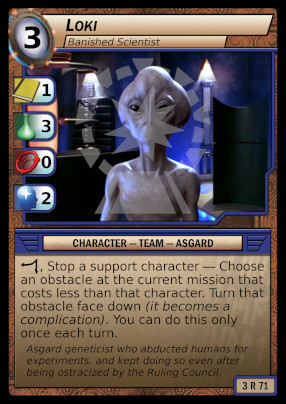 3
LOKI
Banished Scientist
1
3
0
2
CHARACTER – TEAM – ASGARD
, Stop a support character — Choose
an obstacle at the current mission that
costs less than that character. Turn that
obstacle face down (it becomes a
complication). You can do this only
once each turn.
Asgard geneticist who abducted humans for
experiments, and kept doing so even after
being ostracized by the Ruling Council.
3 R 71